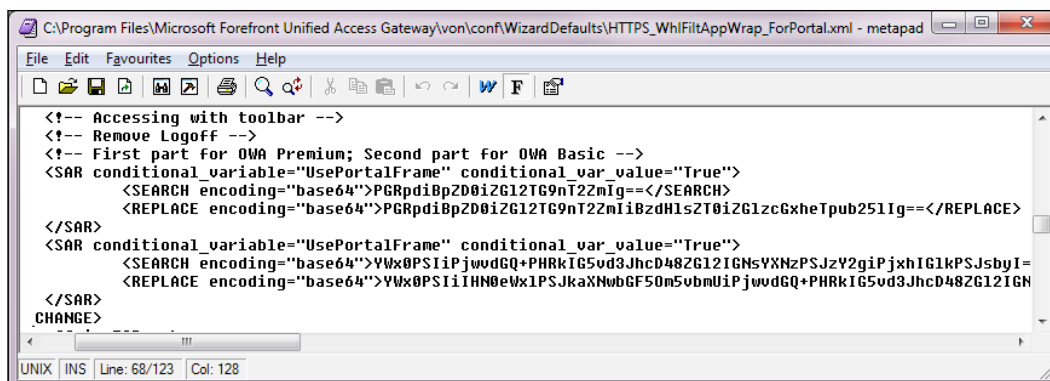 C:\Program Files\Microsoft Forefront Unified Access Gateway\von\conf\WizardDefaults\HTTPS_WhlFiltAppWrap_ForPortal.xml - metapad
File Edit Favourites Options Help
W F
<!-- Accessing with toolbar -->
<!-- Remove Logoff -->
<!-- First part for OWA Premium; Second part for OWA Basic -->
<SAR conditional_variable="UsePortalFrame" conditional_var_value="True">
<SEARCH encoding="base64">PGRpdiBpZD0iZGl2TG9nT2ZmIg==</SEARCH>
<REPLACE encoding="base64">PGRpdiBpZD0iZGl2TG9nT2ZmIiBzdHlsZT0iZGlzcGxheTpub25lIg==</REPLACE>
</SAR>
<SAR conditional_variable="UsePortalFrame" conditional_var_value="True">
<SEARCH encoding="base64">YWx0PSIiPjwvdGQ+PHRkIG5vd3JhcD48ZGl2IGNsYXNzPSJzY2giPjxhIGlkPSJsbyI=
<REPLACE encoding="base64">YWx0PSIiIHN0eWxlPSJkaXNwbGF5Om5vbmUiPjwvdGQ+PHRkIG5vd3JhcD48ZGl2IGN
</SAR>
CHANGE>
UNIX INS Line: 68/123 Col: 128